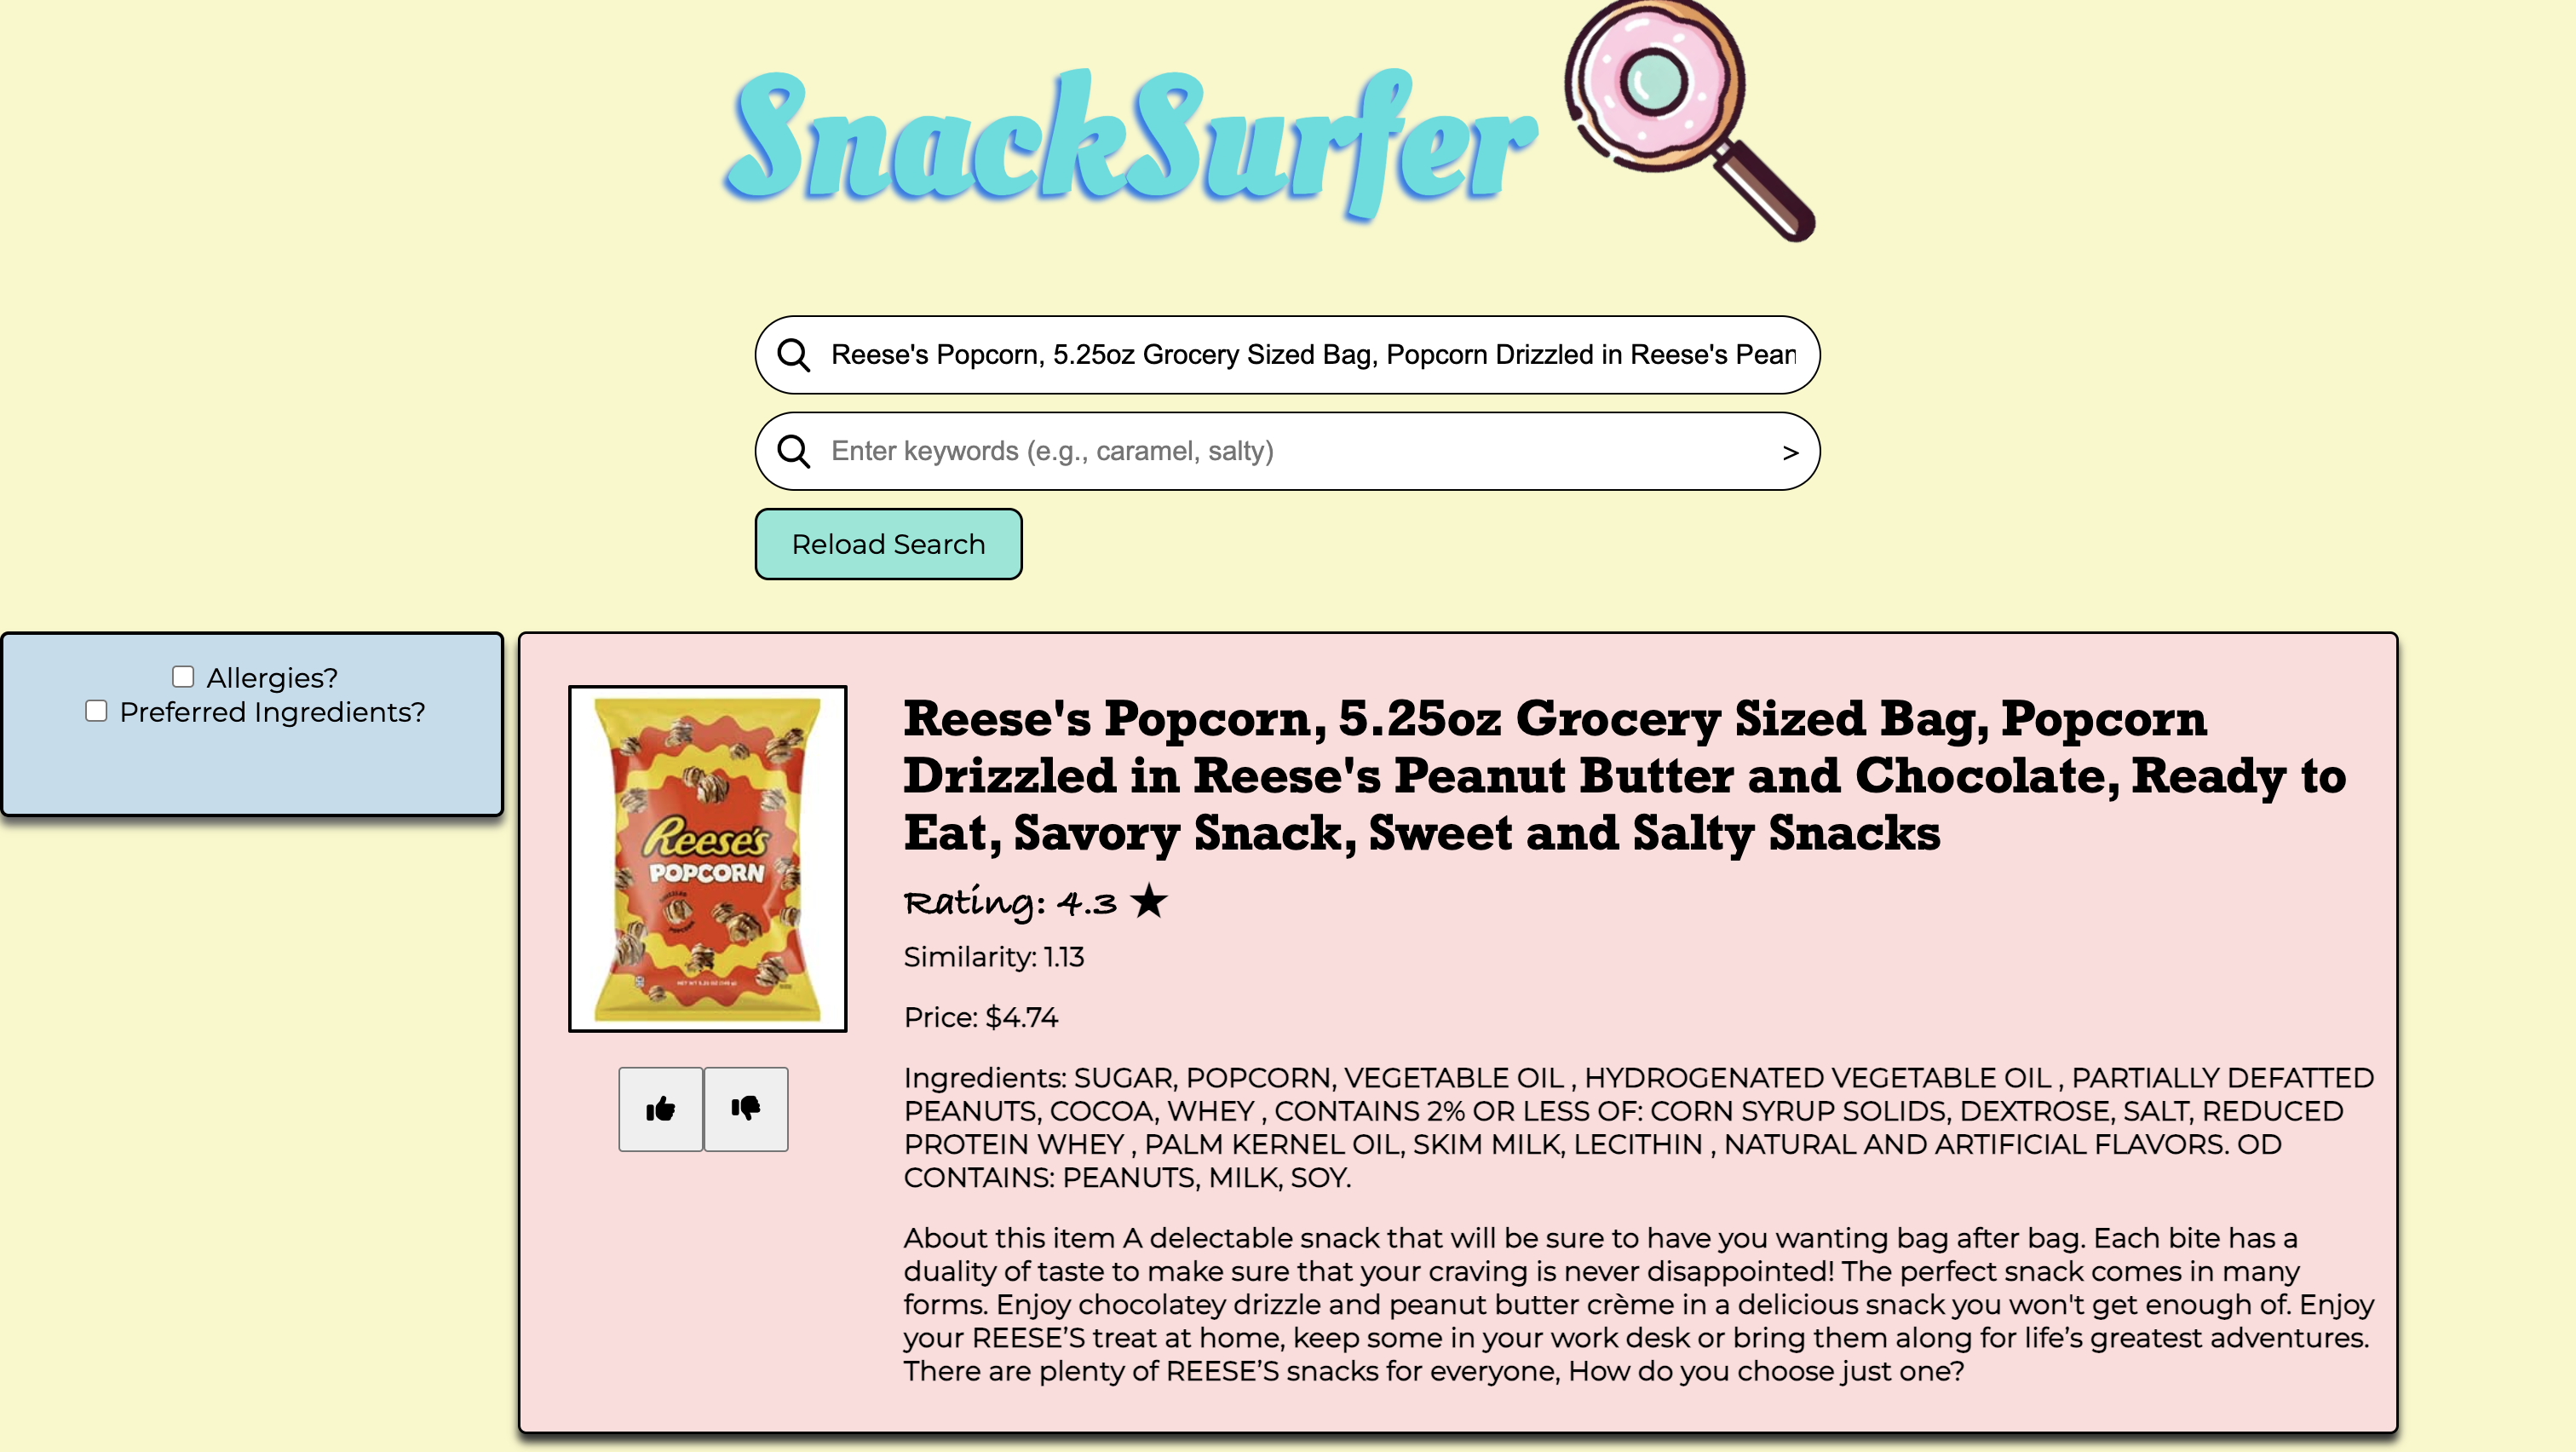 SnackSurfer
Reese's Popcorn, 5.25oz Grocery Sized Bag, Popcorn Drizzled in Reese's Pean
Enter keywords (e.g., caramel, salty)
>
Reload Search
Allergies?
Preferred Ingredients?
Reese's
POPCORN
Reese's Popcorn, 5.25oz Grocery Sized Bag, Popcorn
Drizzled in Reese's Peanut Butter and Chocolate, Ready to
Eat, Savory Snack, Sweet and Salty Snacks
Rating: 4.3 ★
Similarity: 1.13
Price: $4.74
Ingredients: SUGAR, POPCORN, VEGETABLE OIL , HYDROGENATED VEGETABLE OIL , PARTIALLY DEFATTED
PEANUTS, COCOA, WHEY , CONTAINS 2% OR LESS OF: CORN SYRUP SOLIDS, DEXTROSE, SALT, REDUCED
PROTEIN WHEY , PALM KERNEL OIL, SKIM MILK, LECITHIN , NATURAL AND ARTIFICIAL FLAVORS. OD
CONTAINS: PEANUTS, MILK, SOY.
About this item A delectable snack that will be sure to have you wanting bag after bag. Each bite has a
duality of taste to make sure that your craving is never disappointed! The perfect snack comes in many
forms. Enjoy chocolatey drizzle and peanut butter crème in a delicious snack you won't get enough of. Enjoy
your REESE’S treat at home, keep some in your work desk or bring them along for life’s greatest adventures.
There are plenty of REESE’S snacks for everyone, How do you choose just one?